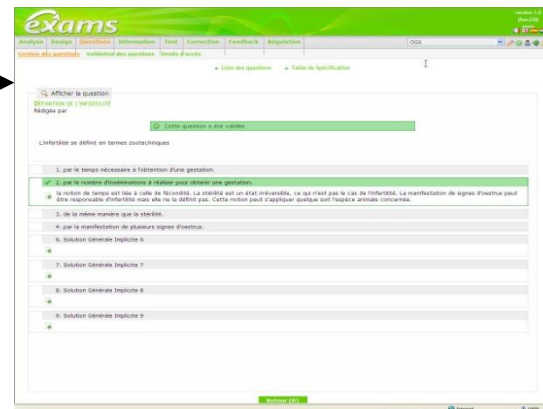 exams
version 1.0
Analyse Design Questions Information Test Correction Feedback Régulation
OGA
Gestion des questions Validation des questions Droits d'accès
Liste des questions Table de Spécification
Afficher la question
DÉFINITION DE L'INFERTILITÉ
Rédigée par
Cette question a été validée
L'infertilité se définit en termes zootechniques
1. par le temps nécessaire à l'obtention d'une gestation.
2. par le nombre d'inséminations à réaliser pour obtenir une gestation.
la notion de temps est liée à celle de fécondité. La stérilité est un état irréversible, ce qui n'est pas le cas de l'infertilité. La manifestation de signes d'oestrus peut
être responsable d'infertilité mais elle ne la définit pas. Cette notion peut s'appliquer quelque soit l'espèce animale concernée.
3. de la même manière que la stérilité.
4. par la manifestation de plusieurs signes d'oestrus.
6. Solution Générale Implicite 6
7. Solution Générale Implicite 7
8. Solution Générale Implicite 8
9. Solution Générale Implicite 9
Retour (R)
Internet